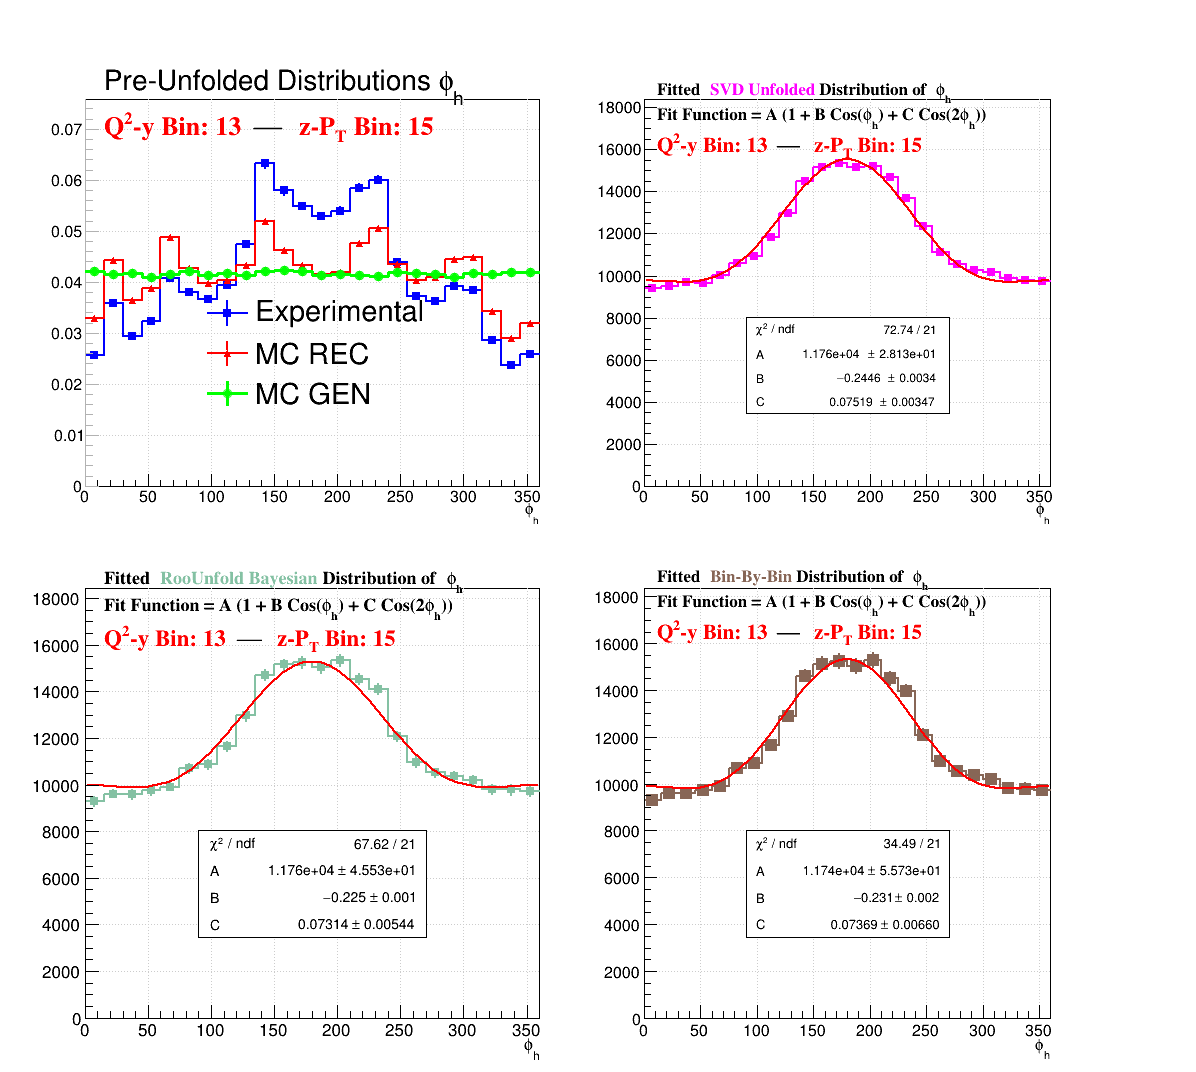 Pre-Unfolded Distributions ϕh
Q2-y Bin: 13 — z-PT Bin: 15
0.07
0.06
0.05
0.04
0.03
0.02
0.01
0
Experimental
MC REC
MC GEN
0 50 100 150 200 250 300 350
ϕh
Fitted SVD Unfolded Distribution of ϕh
Fit Function = A (1 + B Cos(ϕh) + C Cos(2ϕh))
Q2-y Bin: 13 — z-PT Bin: 15
18000
16000
14000
12000
10000
8000
6000
4000
2000
0
χ2 / ndf 72.74 / 21
A 1.176e+04 ± 2.813e+01
B −0.2446 ± 0.0034
C 0.07519 ± 0.00347
0 50 100 150 200 250 300 350
ϕh
Fitted RooUnfold Bayesian Distribution of ϕh
Fit Function = A (1 + B Cos(ϕh) + C Cos(2ϕh))
Q2-y Bin: 13 — z-PT Bin: 15
18000
16000
14000
12000
10000
8000
6000
4000
2000
0
χ2 / ndf 67.62 / 21
A 1.176e+04 ± 4.553e+01
B −0.225 ± 0.001
C 0.07314 ± 0.00544
0 50 100 150 200 250 300 350
ϕh
Fitted Bin-By-Bin Distribution of ϕh
Fit Function = A (1 + B Cos(ϕh) + C Cos(2ϕh))
Q2-y Bin: 13 — z-PT Bin: 15
18000
16000
14000
12000
10000
8000
6000
4000
2000
0
χ2 / ndf 34.49 / 21
A 1.174e+04 ± 5.573e+01
B −0.231 ± 0.002
C 0.07369 ± 0.00660
0 50 100 150 200 250 300 350
ϕh